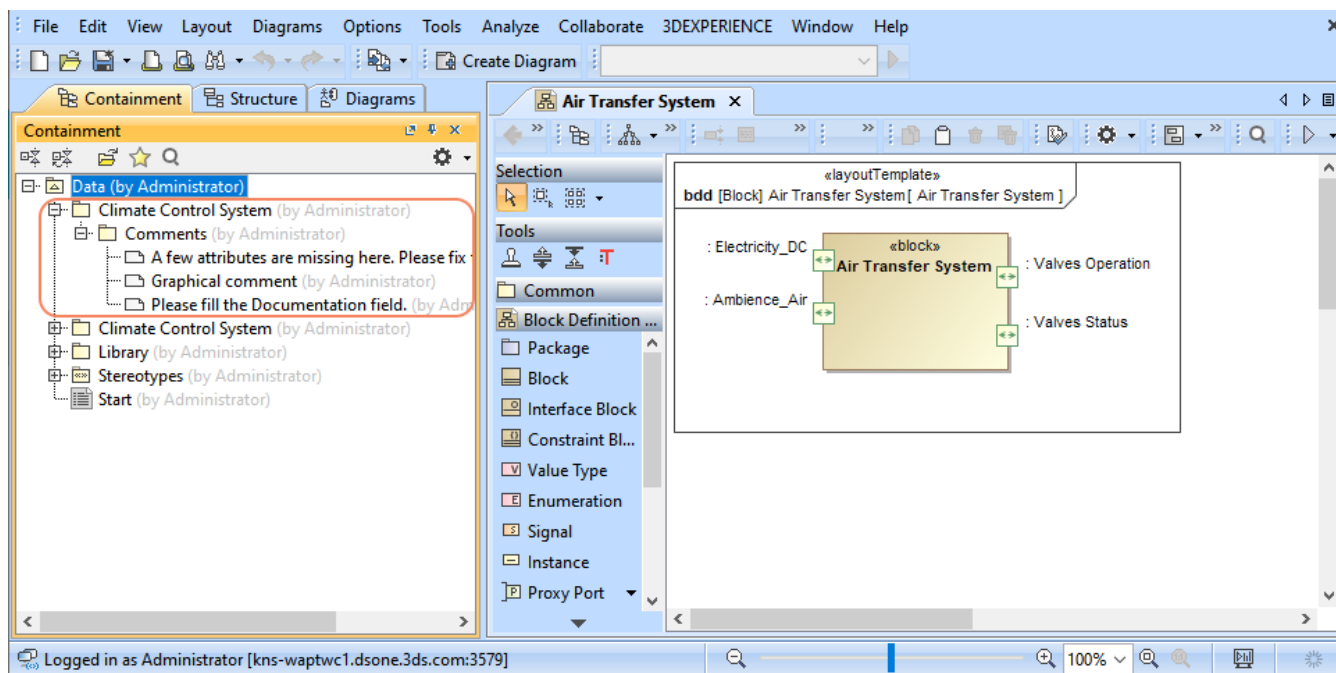 File Edit View Layout Diagrams Options Tools Analyze Collaborate 3DEXPERIENCE Window Help
Create Diagram
Containment Structure Diagrams
Air Transfer System
Containment
Data (by Administrator)
Climate Control System (by Administrator)
Comments (by Administrator)
A few attributes are missing here. Please fix
Graphical comment (by Administrator)
Please fill the Documentation field. (by Adm
Climate Control System (by Administrator)
Library (by Administrator)
Stereotypes (by Administrator)
Start (by Administrator)
Selection
Tools
Common
Block Definition ...
Package
Block
Interface Block
Constraint Bl...
Value Type
Enumeration
Signal
Instance
Proxy Port
«layoutTemplate»
bdd [Block] Air Transfer System[ Air Transfer System ]
: Electricity_DC
«block»
Air Transfer System
: Valves Operation
: Ambience_Air
: Valves Status
Logged in as Administrator [kns-waptwc1.dsone.3ds.com:3579]
100%